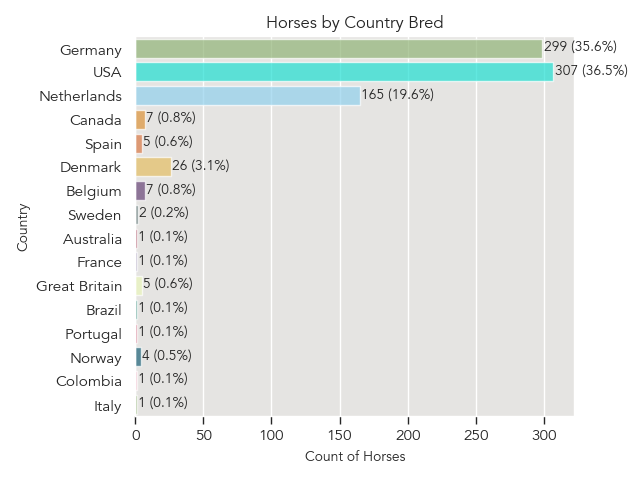 Horses by Country Bred
Germany 299 (35.6%)
USA 307 (36.5%)
Netherlands 165 (19.6%)
Canada 7 (0.8%)
Spain 5 (0.6%)
Denmark 26 (3.1%)
Belgium 7 (0.8%)
Sweden 2 (0.2%)
Australia 1 (0.1%)
France 1 (0.1%)
Great Britain 5 (0.6%)
Brazil 1 (0.1%)
Portugal 1 (0.1%)
Norway 4 (0.5%)
Colombia 1 (0.1%)
Italy 1 (0.1%)
Country
0 50 100 150 200 250 300
Count of Horses